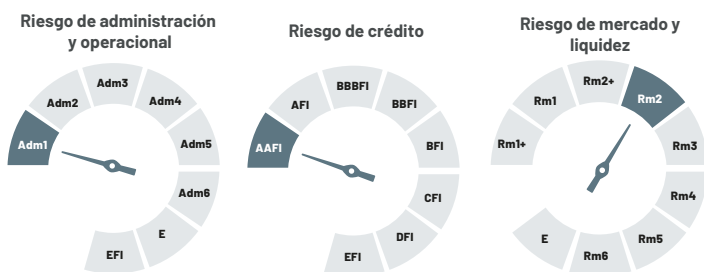 Riesgo de administración
y operacional
Adm1
Adm2
Adm3
Adm4
Adm5
Adm6
E
EFI
Riesgo de crédito
AAFI
AFI
BBBFI
BBFI
BFI
CFI
DFI
EFI
Riesgo de mercado y
liquidez
Rm1+
Rm1
Rm2+
Rm2
Rm3
Rm4
Rm5
Rm6
E